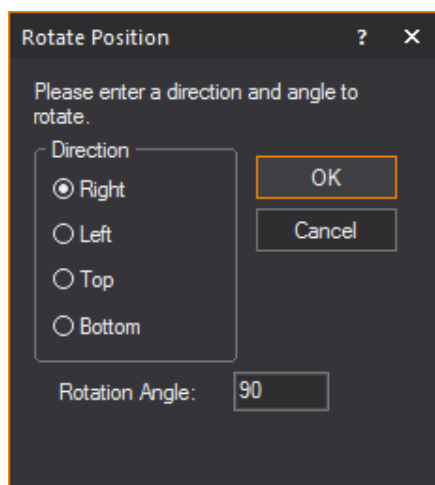 Rotate Position ? ×
Please enter a direction and angle to
rotate.
Direction
Right
OK
Left
Cancel
Top
Bottom
Rotation Angle: 90